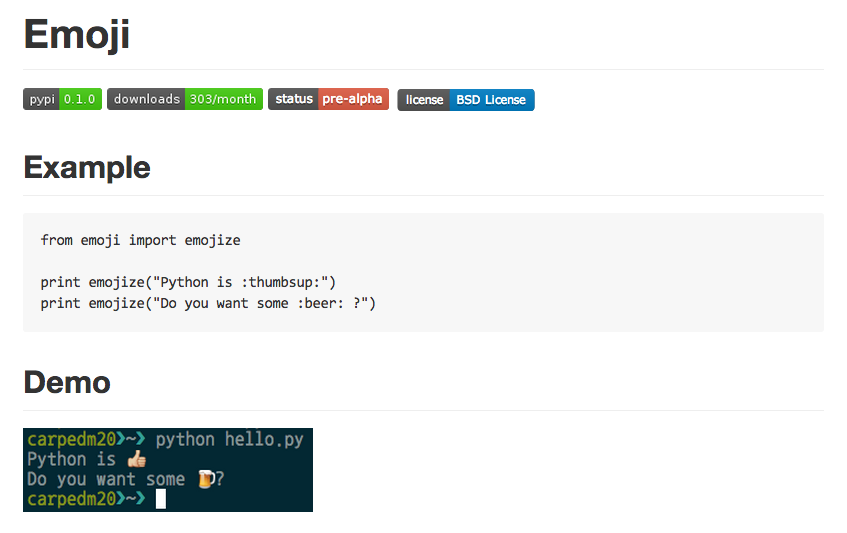 Emoji
pypi 0.1.0 downloads 303/month status pre-alpha license BSD License
Example
from emoji import emojize
print emojize("Python is :thumbsup:")
print emojize("Do you want some :beer: ?")
Demo
carpedm20❯~❯ python hello.py
Python is 👍
Do you want some 🍺?
carpedm20❯~❯